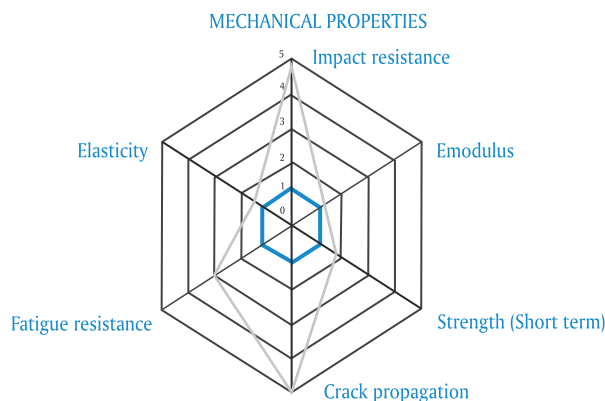 MECHANICAL PROPERTIES
5
Impact resistance
4
3
Elasticity
Emodulus
2
1
0
Fatigue resistance
Strength (Short term)
Crack propagation